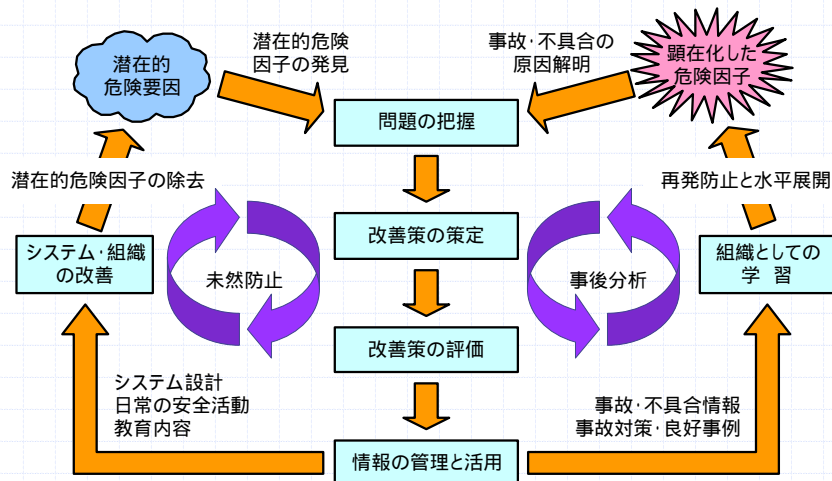 潜在的
危険要因
潜在的危険
因子の発見
事故･不具合の
原因解明
顕在化した
危険因子
問題の把握
潜在的危険因子の除去
再発防止と水平展開
改善策の策定
システム･組織
の改善
未然防止
事後分析
組織としての
学 習
改善策の評価
システム設計
日常の安全活動
教育内容
事故･不具合情報
事故対策･良好事例
情報の管理と活用